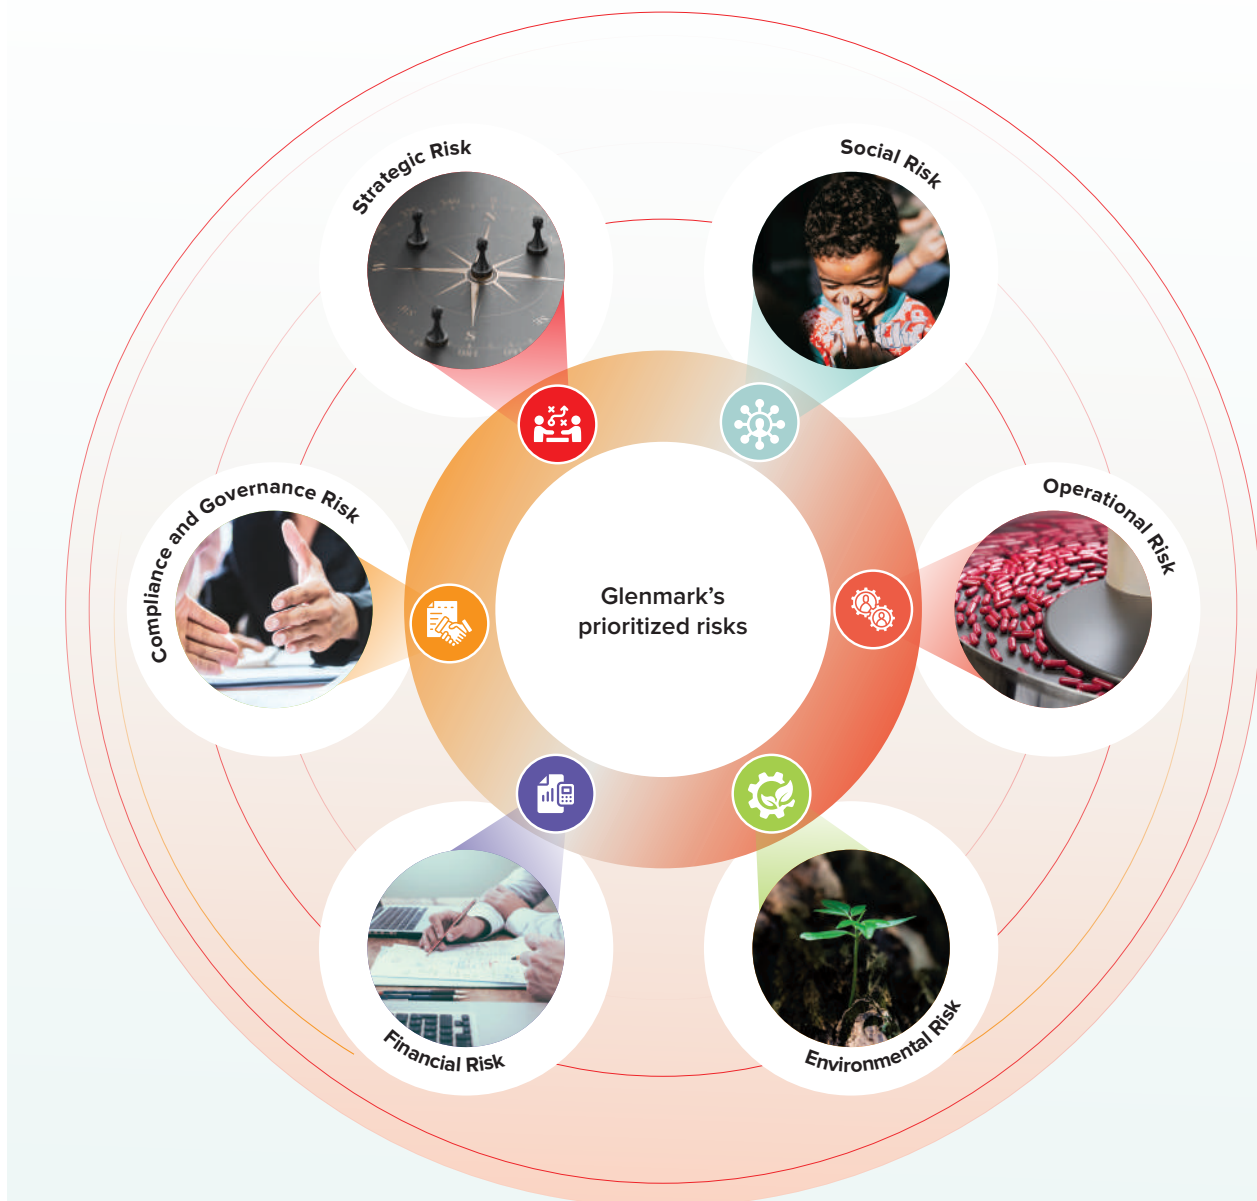 Strategic Risk
Social Risk
Compliance and Governance Risk
Operational Risk
Glenmark’s
prioritized risks
Financial Risk
Environmental Risk